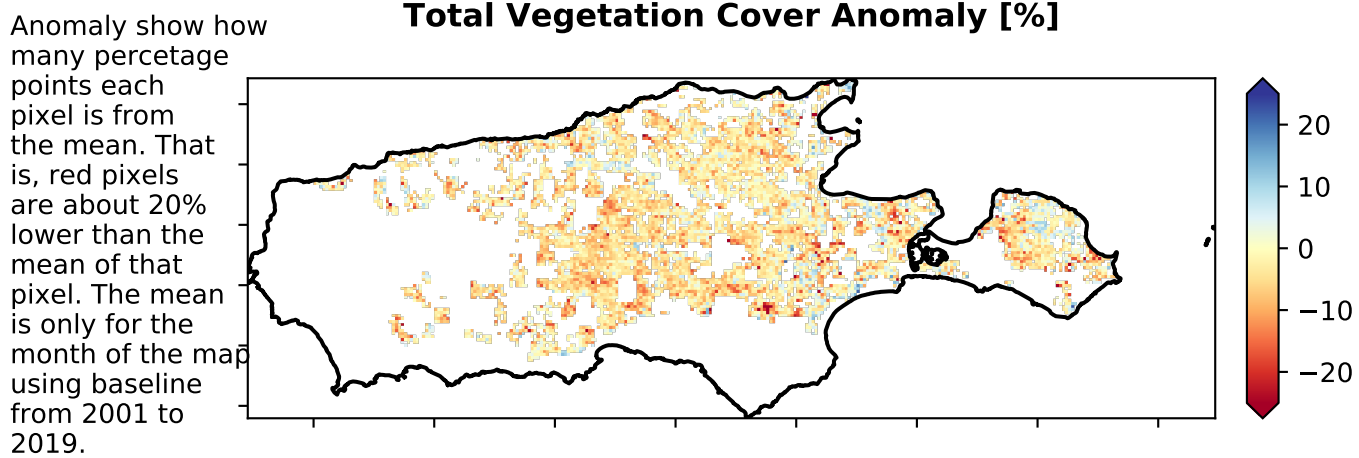 Total Vegetation Cover Anomaly [%]
Anomaly show how
many percetage
points each
pixel is from
the mean. That
is, red pixels
are about 20%
lower than the
mean of that
pixel. The mean
is only for the
month of the map
using baseline
from 2001 to
2019.
20
10
0
−10
−20